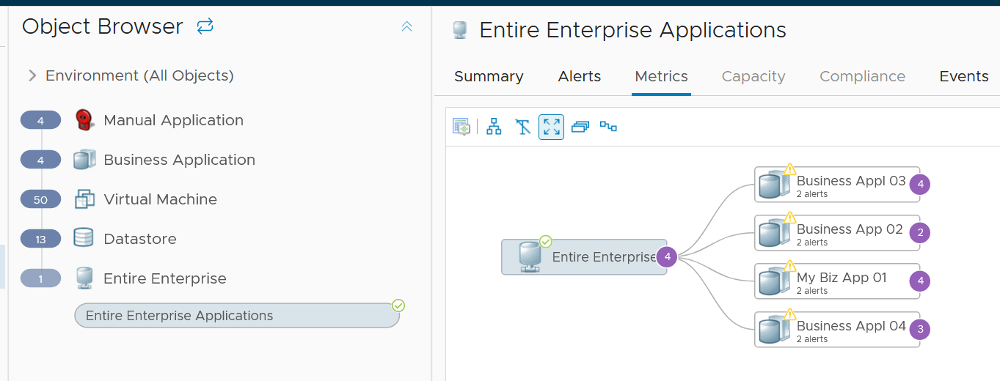 Object Browser
Environment (All Objects)
4 Manual Application
4 Business Application
50 Virtual Machine
13 Datastore
1 Entire Enterprise
Entire Enterprise Applications
Entire Enterprise Applications
Summary Alerts Metrics Capacity Compliance Events
Entire Enterprise 4
Business Appl 03 4
2 alerts
Business App 02 2
2 alerts
My Biz App 01 4
2 alerts
Business Appl 04 3
2 alerts